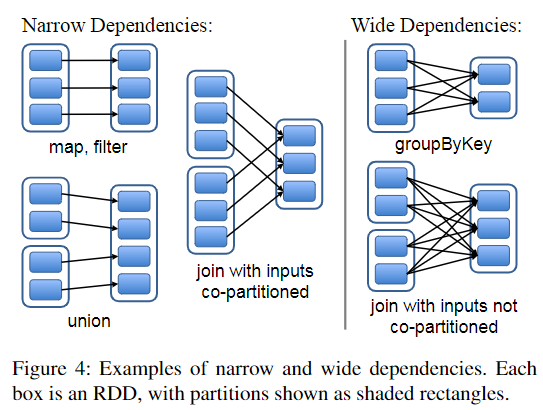 Narrow Dependencies:
Wide Dependencies:
map, filter
groupByKey
join with inputs
co-partitioned
union
join with inputs not
co-partitioned
Figure 4: Examples of narrow and wide dependencies. Each
box is an RDD, with partitions shown as shaded rectangles.